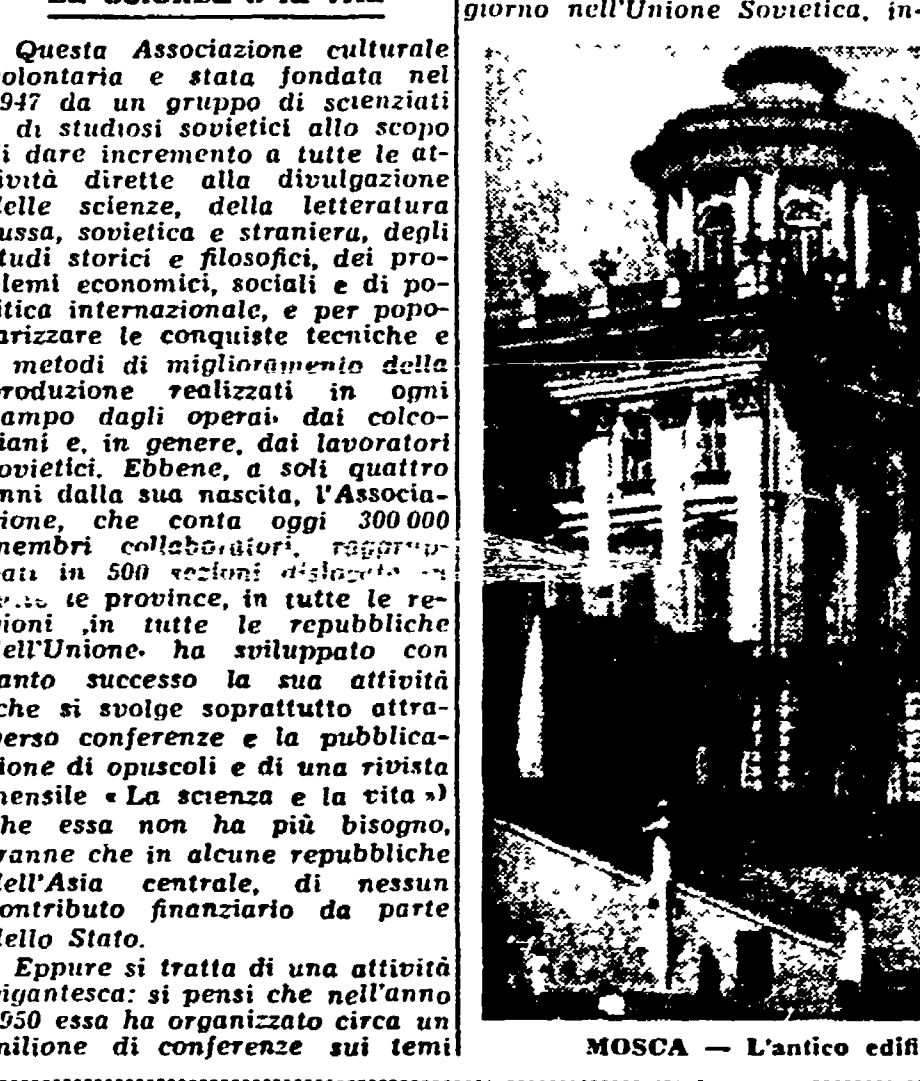 La scienza e la vita
Questa Associazione culturale
olontaria e stata fondata nel
947 da un gruppo di scienziati
di studiosi sovietici allo scopo
i dare incremento a tutte le at-
ività dirette alla divulgazione
elle scienze, della letteratura
ussa, sovietica e straniera, degli
tudi storici e filosofici, dei pro-
lemi economici, sociali e di po-
itica internazionale, e per popo-
arizzare le conquiste tecniche e
metodi di miglioramento della
roduzione realizzati in ogni
ampo dagli operai, dai colco-
iani e, in genere, dai lavoratori
ovietici. Ebbene, a soli quattro
nni dalla sua nascita, l'Associa-
ione, che conta oggi 300 000
membri collaboratori, raggrup-
ati in 500 sezioni dislocate in
le province, in tutte le re-
ioni ,in tutte le repubbliche
ell'Unione, ha sviluppato con
anto successo la sua attività
che si svolge soprattutto attra-
verso conferenze e la pubblica-
ione di opuscoli e di una rivista
mensile « La scienza e la vita »)
he essa non ha più bisogno,
ranne che in alcune repubbliche
ell'Asia centrale, di nessun
ontributo finanziario da parte
ello Stato.
Eppure si tratta di una attività
igantesca: si pensi che nell'anno
950 essa ha organizzato circa un
milione di conferenze sui temi
giorno nell'Unione Sovietica, in-
MOSCA — L'antico edifi